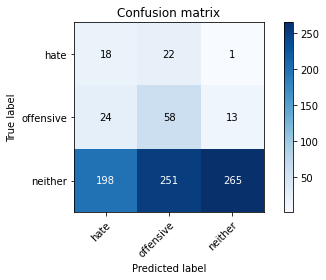 Confusion matrix
True label
hate 18 22 1
offensive 24 58 13
neither 198 251 265
hate offensive neither
Predicted label
250
200
150
100
50